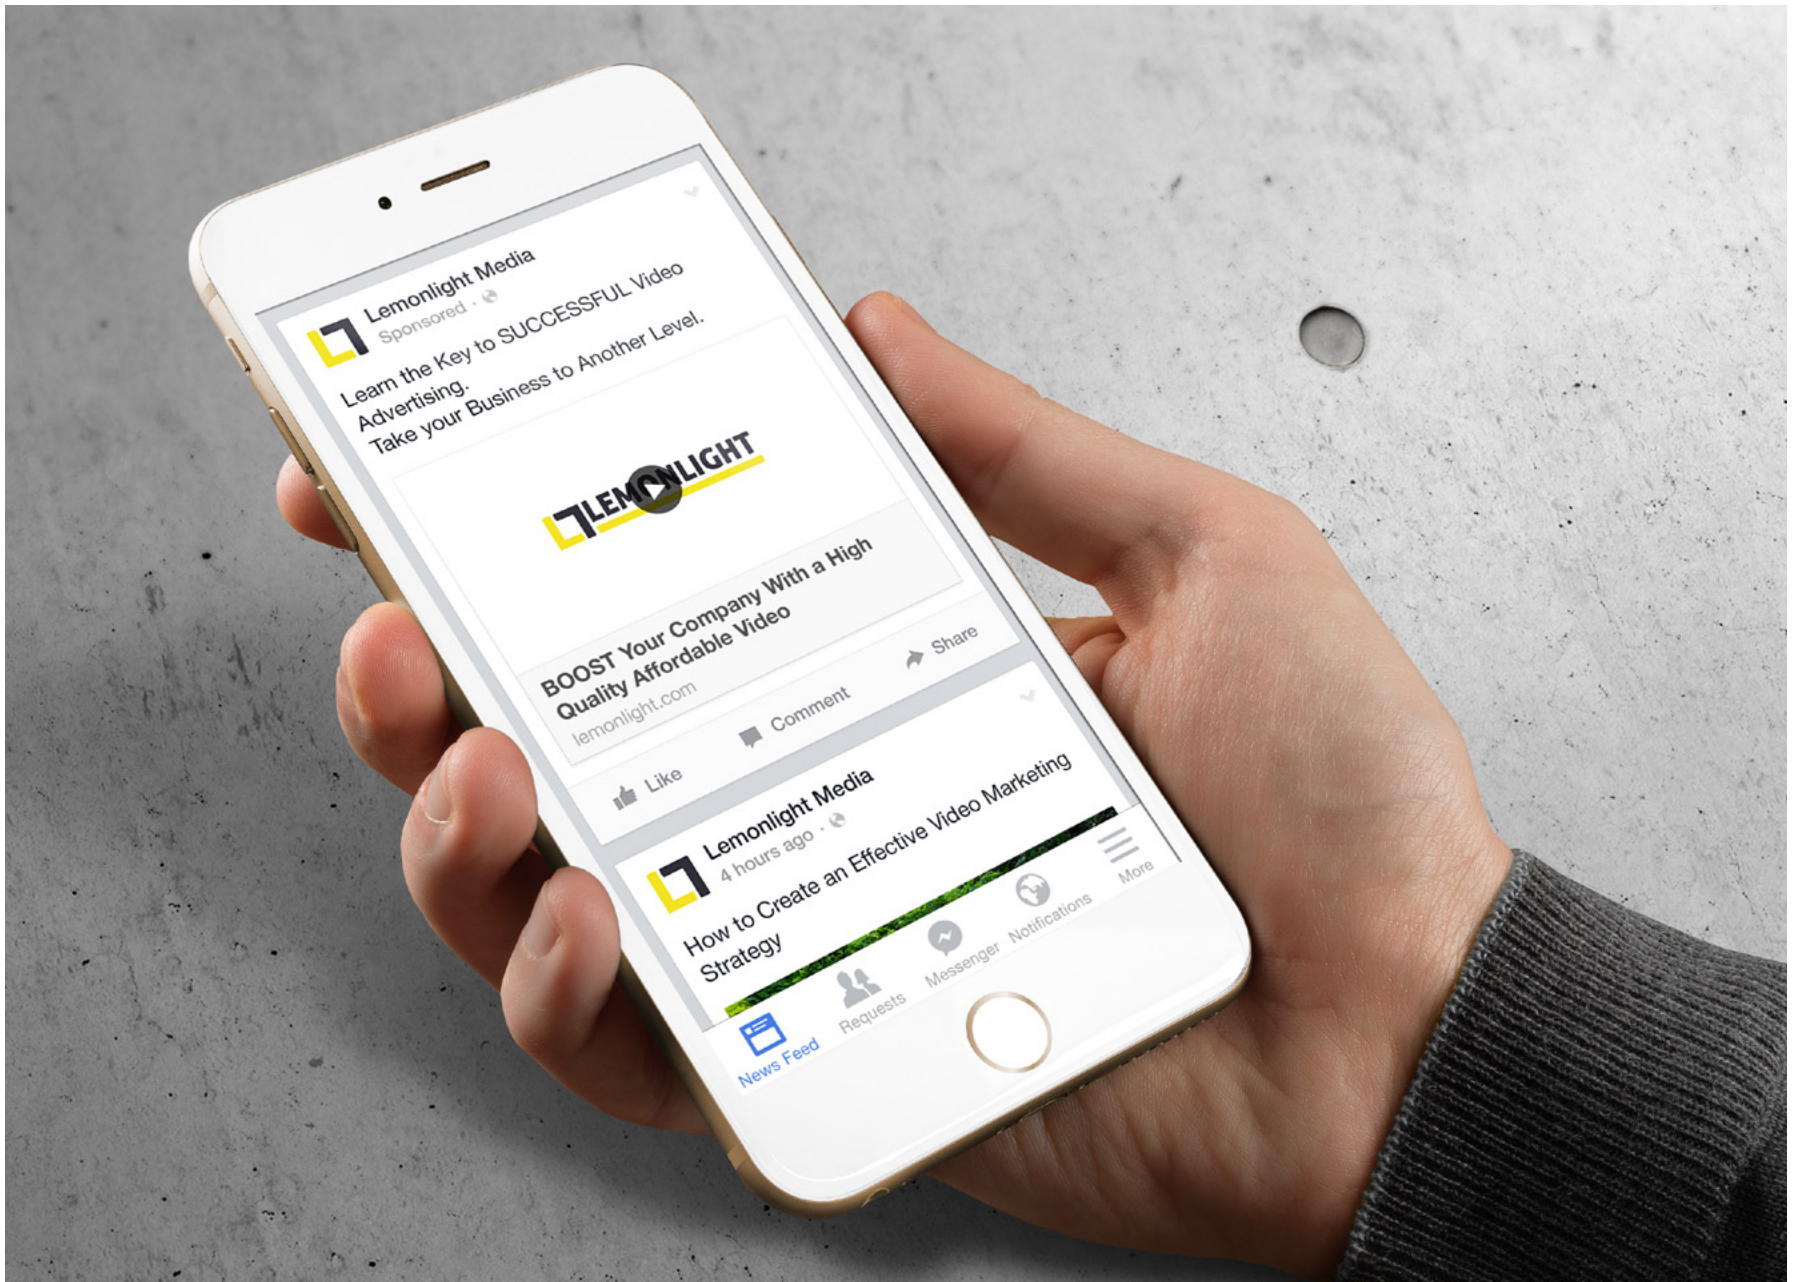 Lemonlight Media
Sponsored ·
Learn the Key to SUCCESSFUL Video
Advertising.
Take your Business to Another Level.
LEMONLIGHT
BOOST Your Company With a High
Quality Affordable Video
lemonlight.com
Like
Comment
Share
Lemonlight Media
4 hours ago ·
How to Create an Effective Video Marketing
Strategy
News Feed
Requests
Messenger
Notifications
More